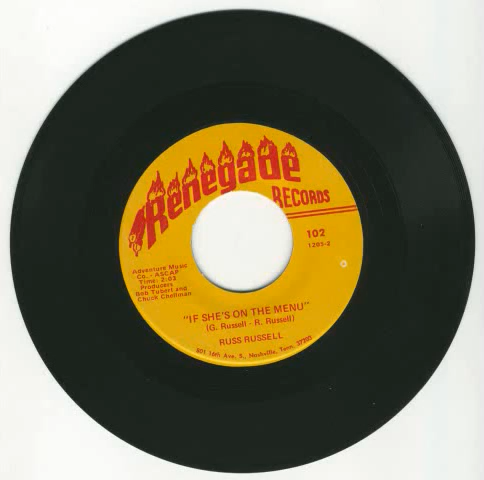 Renegade
RECORDS
102
1203-2
Adventure Music
Co. - ASCAP
Time: 2:03
Producers
Bob Tubert and
Chuck Chellman
"IF SHE'S ON THE MENU"
(G. Russell - R. Russell)
RUSS RUSSELL
801 16th Ave. S., Nashville, Tenn. 37203